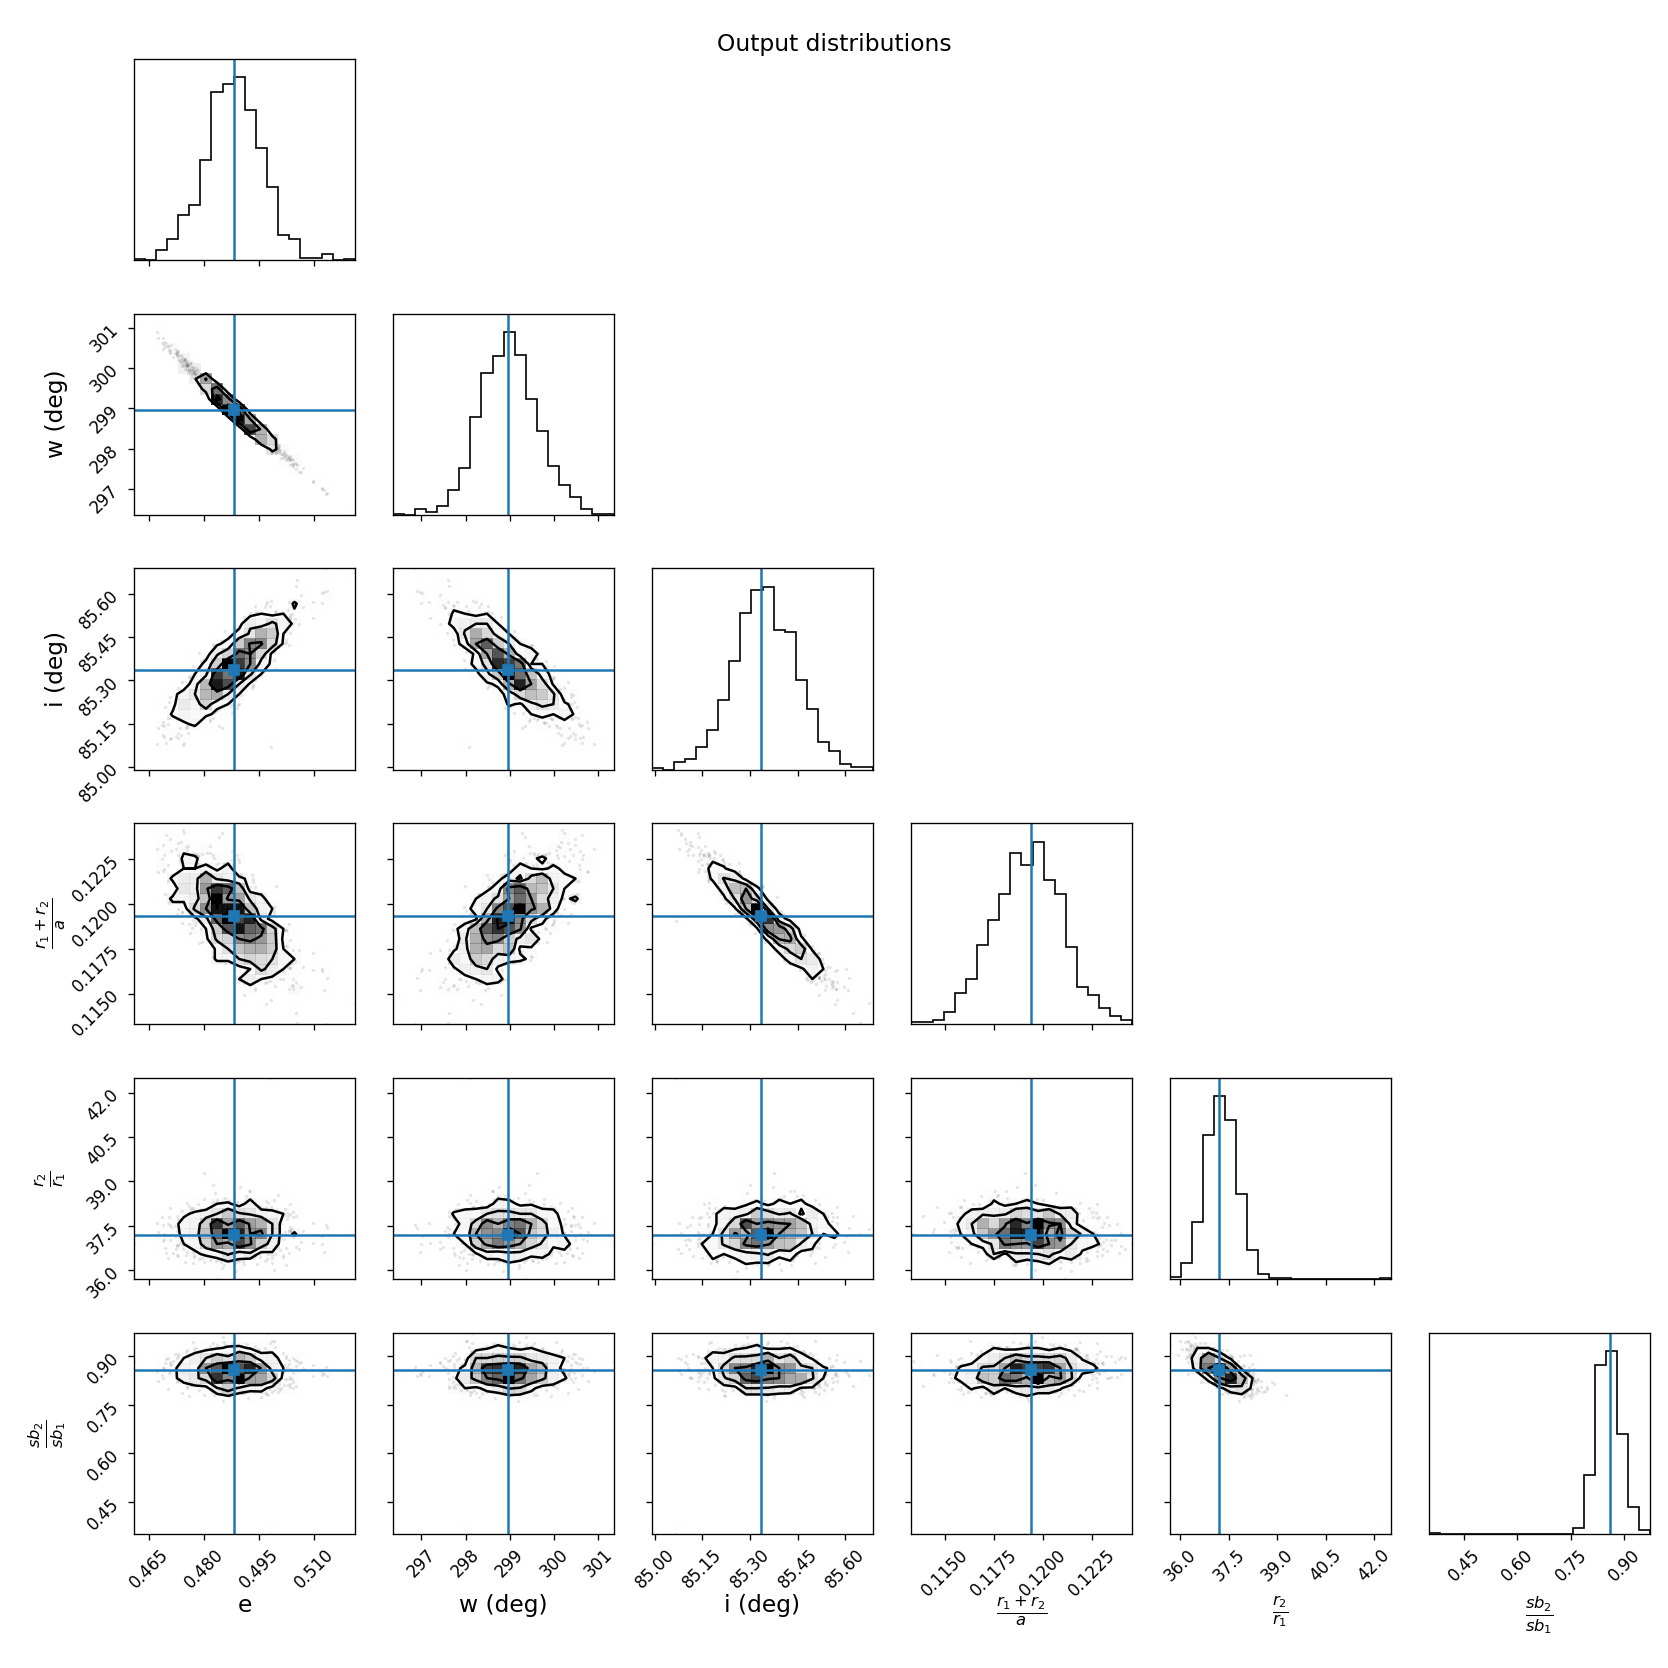 Output distributions
w (deg)
301
300
299
298
297
i (deg)
85.60
85.45
85.30
85.15
85.00
r₁ + r₂
a
0.1225
0.1200
0.1175
0.1150
r₂
r₁
42.0
40.5
39.0
37.5
36.0
sb₂
sb₁
0.90
0.75
0.60
0.45
0.465 0.480 0.495 0.510
e
297 298 299 300 301
w (deg)
85.00 85.15 85.30 85.45 85.60
i (deg)
0.1150 0.1175 0.1200 0.1225
r₁ + r₂
a
36.0 37.5 39.0 40.5 42.0
r₂
r₁
0.45 0.60 0.75 0.90
sb₂
sb₁